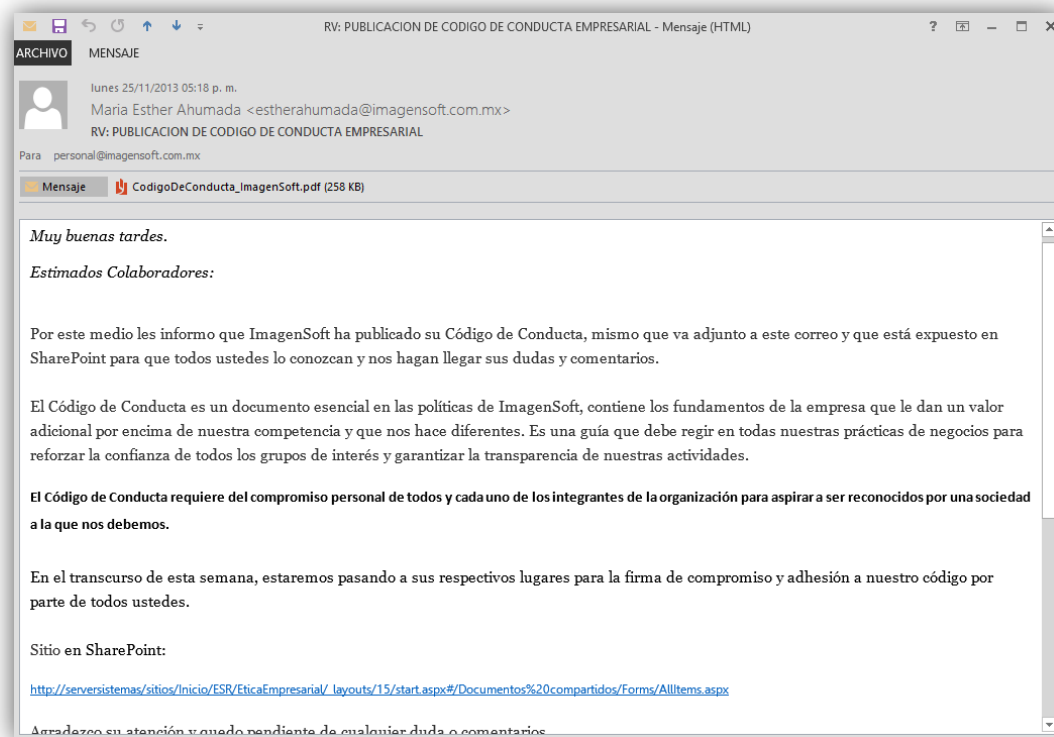 RV: PUBLICACION DE CODIGO DE CONDUCTA EMPRESARIAL - Mensaje (HTML)
ARCHIVO MENSAJE
lunes 25/11/2013 05:18 p. m.
Maria Esther Ahumada <estherahumada@imagensoft.com.mx>
RV: PUBLICACION DE CODIGO DE CONDUCTA EMPRESARIAL
Para personal@imagensoft.com.mx
Mensaje CodigoDeConducta_ImagenSoft.pdf (258 KB)
Muy buenas tardes.
Estimados Colaboradores:
Por este medio les informo que ImagenSoft ha publicado su Código de Conducta, mismo que va adjunto a este correo y que está expuesto en
SharePoint para que todos ustedes lo conozcan y nos hagan llegar sus dudas y comentarios.
El Código de Conducta es un documento esencial en las políticas de ImagenSoft, contiene los fundamentos de la empresa que le dan un valor
adicional por encima de nuestra competencia y que nos hace diferentes. Es una guía que debe regir en todas nuestras prácticas de negocios para
reforzar la confianza de todos los grupos de interés y garantizar la transparencia de nuestras actividades.
El Código de Conducta requiere del compromiso personal de todos y cada uno de los integrantes de la organización para aspirar a ser reconocidos por una sociedad
a la que nos debemos.
En el transcurso de esta semana, estaremos pasando a sus respectivos lugares para la firma de compromiso y adhesión a nuestro código por
parte de todos ustedes.
Sitio en SharePoint:
http://serversistemas/sitios/Inicio/ESR/EticaEmpresarial/_layouts/15/start.aspx#/Documentos%20compartidos/Forms/AllItems.aspx
Agradezco su atención y quedo pendiente de cualquier duda o comentarios